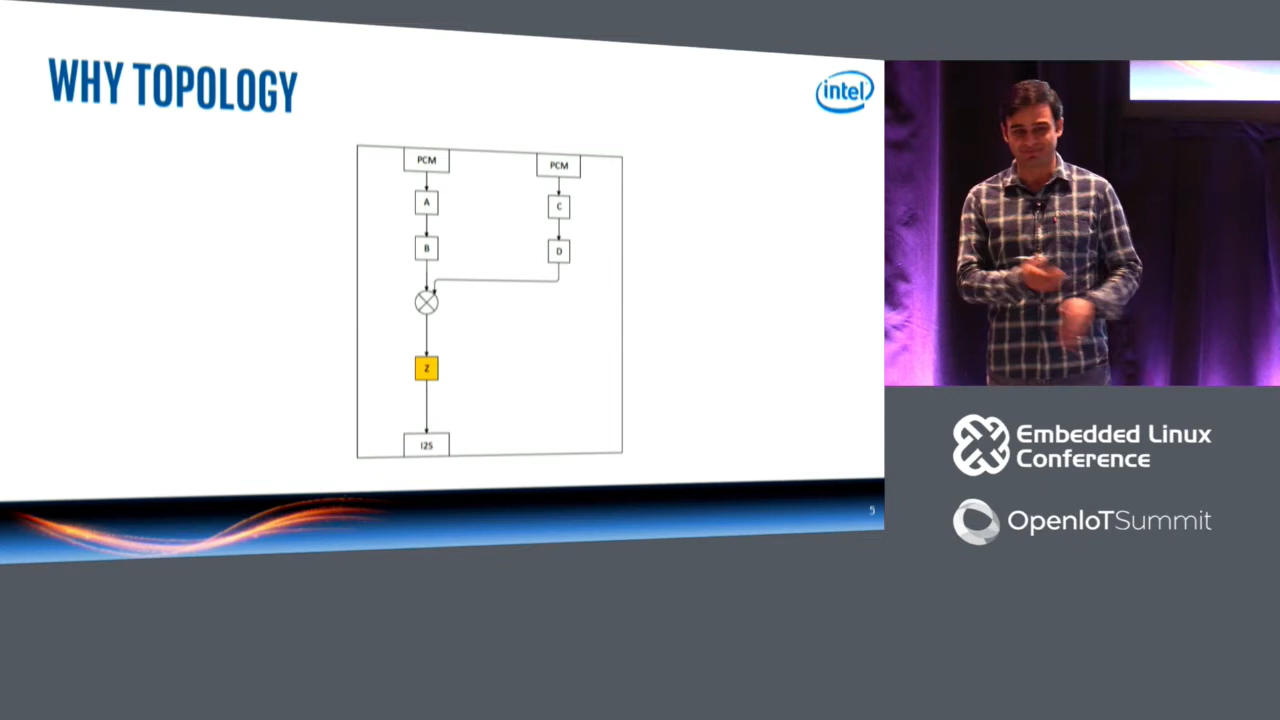 WHY TOPOLOGY
intel
PCM
PCM
A
C
B
D
Z
I2S
5
Embedded Linux
Conference
OpenIoTSummit